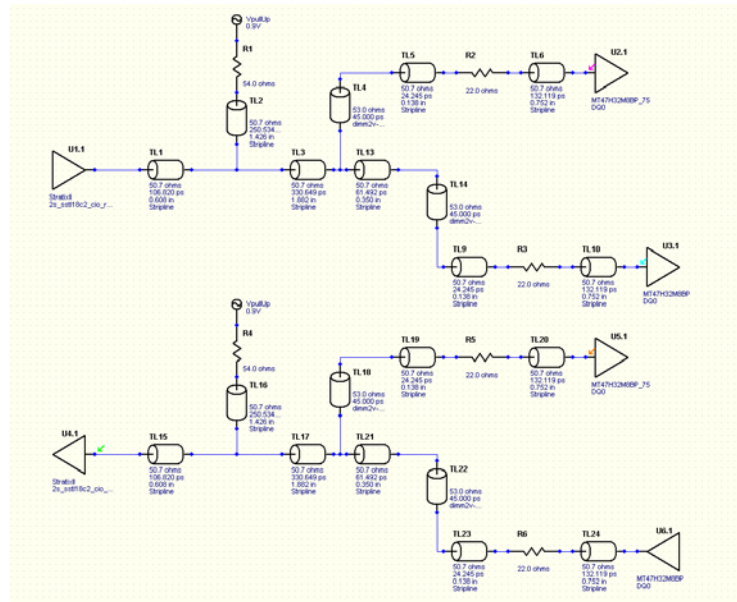 VpullUp
0.9V
R1
54.0 ohms
TL2
50.7 ohms
250.534...
1.426 in
Stripline
U1.1
Stratixll
2s_sstl18c2_cio_r...
TL1
50.7 ohms
106.820 ps
0.608 in
Stripline
TL3
50.7 ohms
330.649 ps
1.882 in
Stripline
TL4
53.0 ohms
45.000 ps
dimm2v-...
TL5
50.7 ohms
24.245 ps
0.138 in
Stripline
R2
22.0 ohms
TL6
50.7 ohms
132.119 ps
0.752 in
Stripline
U2.1
MT47H32M8BP_75
DQ0
TL13
50.7 ohms
61.492 ps
0.350 in
Stripline
TL14
53.0 ohms
45.000 ps
dimm2v-...
TL9
50.7 ohms
24.245 ps
0.138 in
Stripline
R3
22.0 ohms
TL10
50.7 ohms
132.119 ps
0.752 in
Stripline
U3.1
MT47H32M8BP
DQ0
VpullUp
0.9V
R4
54.0 ohms
TL16
50.7 ohms
250.534...
1.426 in
Stripline
U4.1
Stratixll
2s_sstl18c2_cio_...
TL15
50.7 ohms
106.820 ps
0.608 in
Stripline
TL17
50.7 ohms
330.649 ps
1.882 in
Stripline
TL18
53.0 ohms
45.000 ps
dimm2v-...
TL19
50.7 ohms
24.245 ps
0.138 in
Stripline
R5
22.0 ohms
TL20
50.7 ohms
132.119 ps
0.752 in
Stripline
U5.1
MT47H32M8BP_75
DQ0
TL21
50.7 ohms
61.492 ps
0.350 in
Stripline
TL22
53.0 ohms
45.000 ps
dimm2v-...
TL23
50.7 ohms
24.245 ps
0.138 in
Stripline
R6
22.0 ohms
TL24
50.7 ohms
132.119 ps
0.752 in
Stripline
U6.1
MT47H32M8BP
DQ0